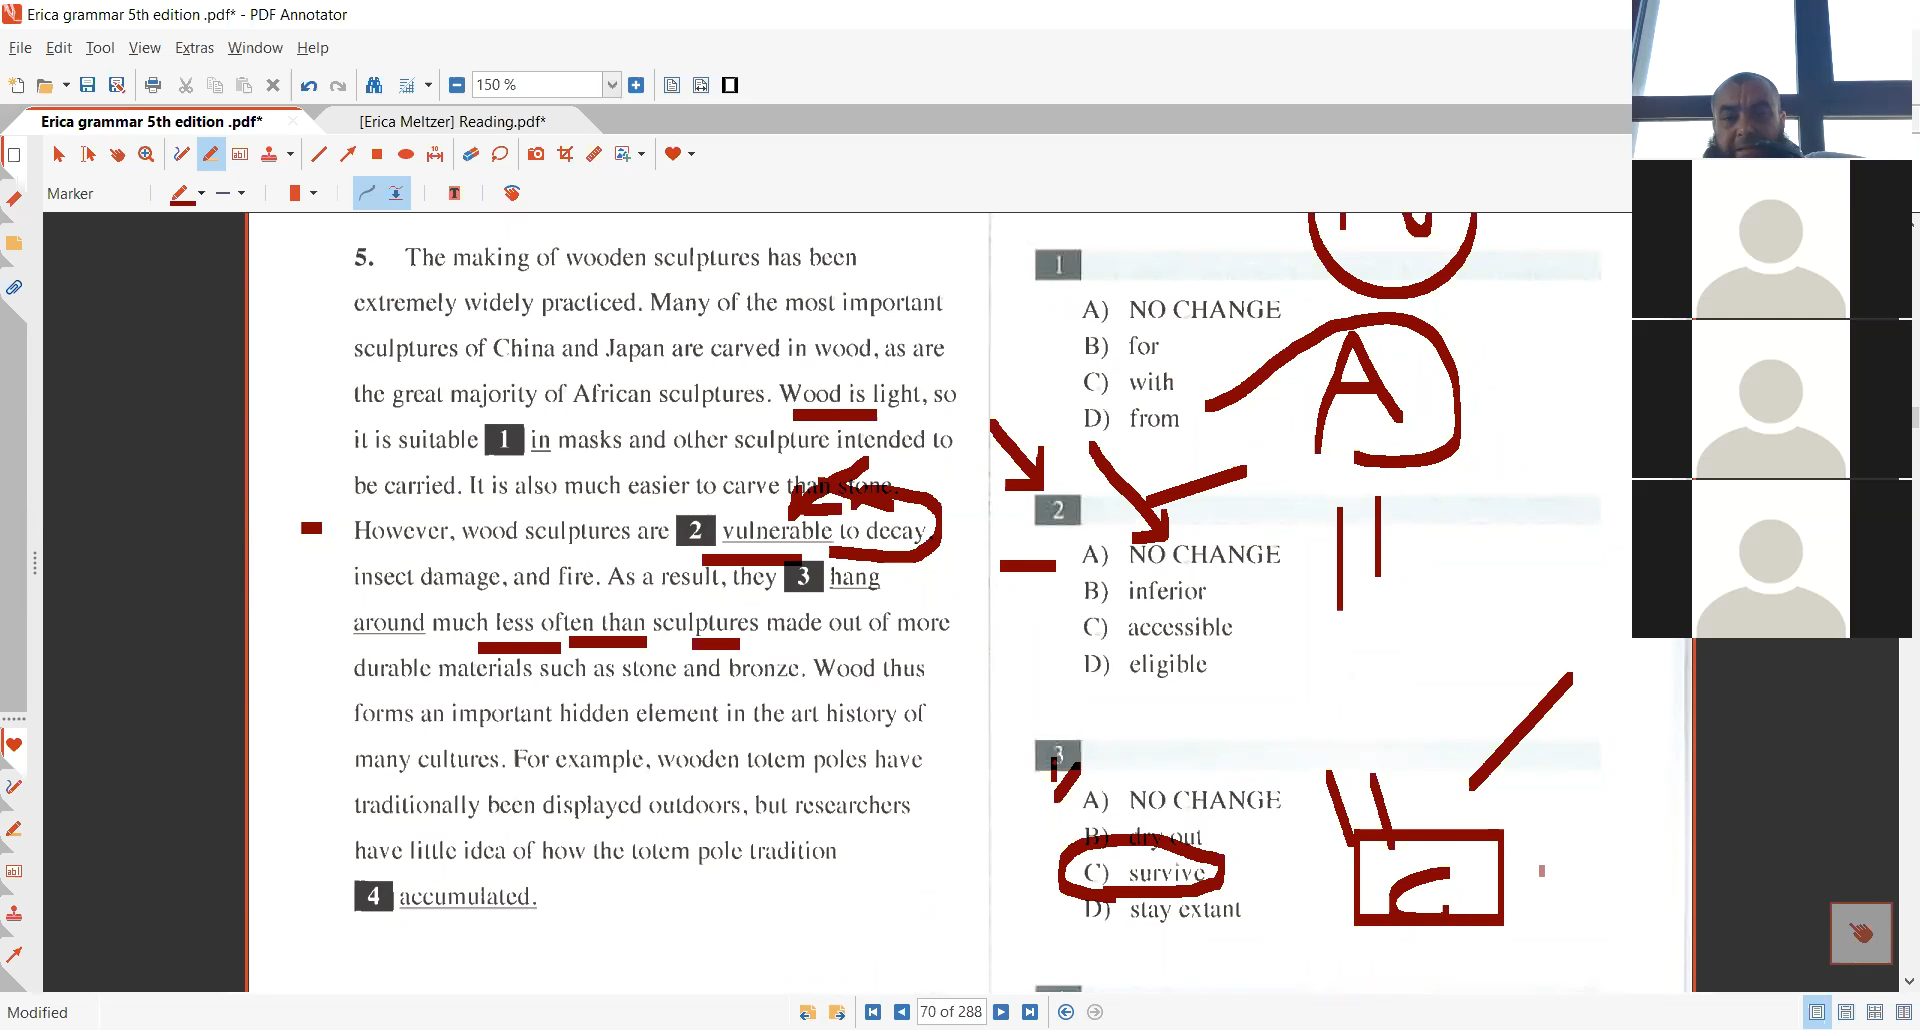 Erica grammar 5th edition .pdf* - PDF Annotator
File Edit Tool View Extras Window Help
150 %
Erica grammar 5th edition .pdf*
[Erica Meltzer] Reading.pdf*
Marker
5. The making of wooden sculptures has been
extremely widely practiced. Many of the most important
sculptures of China and Japan are carved in wood, as are
the great majority of African sculptures. Wood is light, so
it is suitable 1 in masks and other sculpture intended to
be carried. It is also much easier to carve than stone.
However, wood sculptures are 2 vulnerable to decay,
insect damage, and fire. As a result, they 3 hang
around much less often than sculptures made out of more
durable materials such as stone and bronze. Wood thus
forms an important hidden element in the art history of
many cultures. For example, wooden totem poles have
traditionally been displayed outdoors, but researchers
have little idea of how the totem pole tradition
4 accumulated.
1
A) NO CHANGE
B) for
C) with
D) from
A
2
A) NO CHANGE
B) inferior
C) accessible
D) eligible
3
A) NO CHANGE
B) dry out
C) survive
D) stay extant
Modified
70 of 288